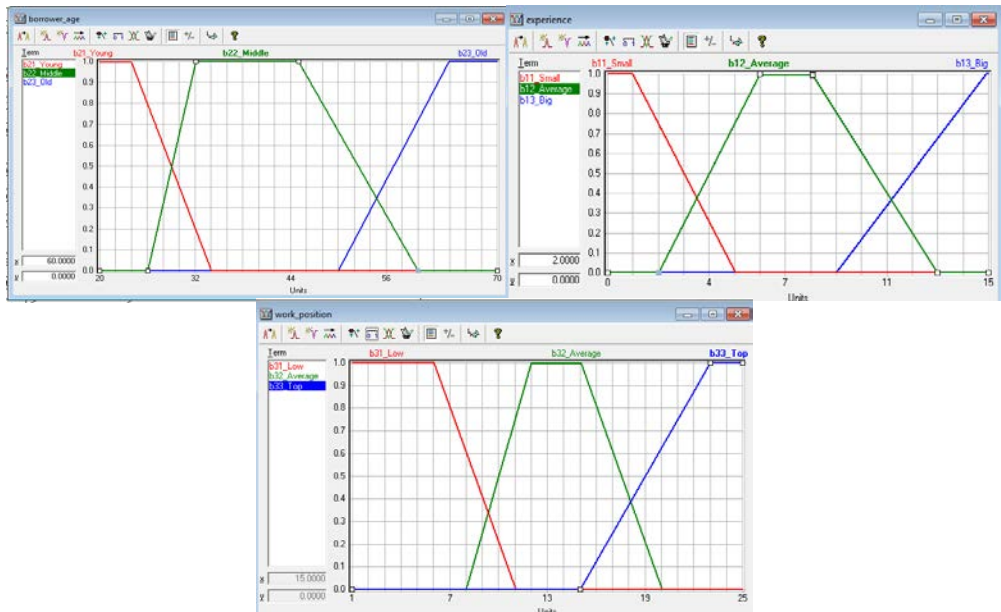 borrower_age
Term
b21_Young
b22_Middle
b23_Old
b21_Young b22_Middle b23_Old
1.0
0.9
0.8
0.7
0.6
0.5
0.4
0.3
0.2
0.1
0.0
x 60.0000
y 0.0000
20 32 44 56 70
Units
experience
Term
b11_Small
b12_Average
b13_Big
b11_Small b12_Average b13_Big
1.0
0.9
0.8
0.7
0.6
0.5
0.4
0.3
0.2
0.1
0.0
x 2.0000
y 0.0000
0 4 7 11 15
Units
work_position
Term
b31_Low
b32_Average
b33_Top
b31_Low b32_Average b33_Top
1.0
0.9
0.8
0.7
0.6
0.5
0.4
0.3
0.2
0.1
0.0
x 15.0000
y 0.0000
1 7 13 19 25
Units